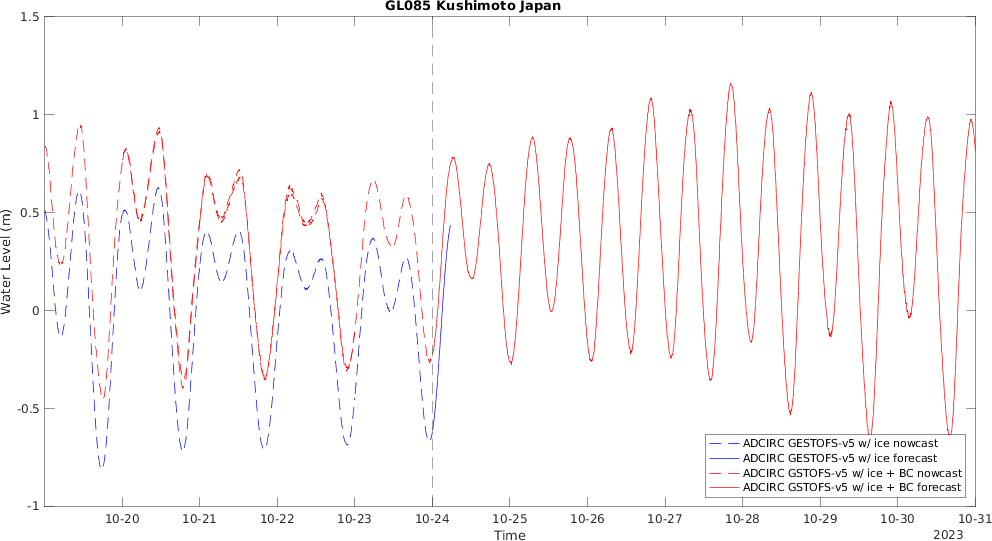 GL085 Kushimoto Japan
Water Level (m)
1.5
1
0.5
0
-0.5
-1
10-20
10-21
10-22
10-23
10-24
10-25
10-26
10-27
10-28
10-29
10-30
10-31
Time
2023
ADCIRC GESTOFS-v5 w/ ice nowcast
ADCIRC GESTOFS-v5 w/ ice forecast
ADCIRC GSTOFS-v5 w/ ice + BC nowcast
ADCIRC GSTOFS-v5 w/ ice + BC forecast